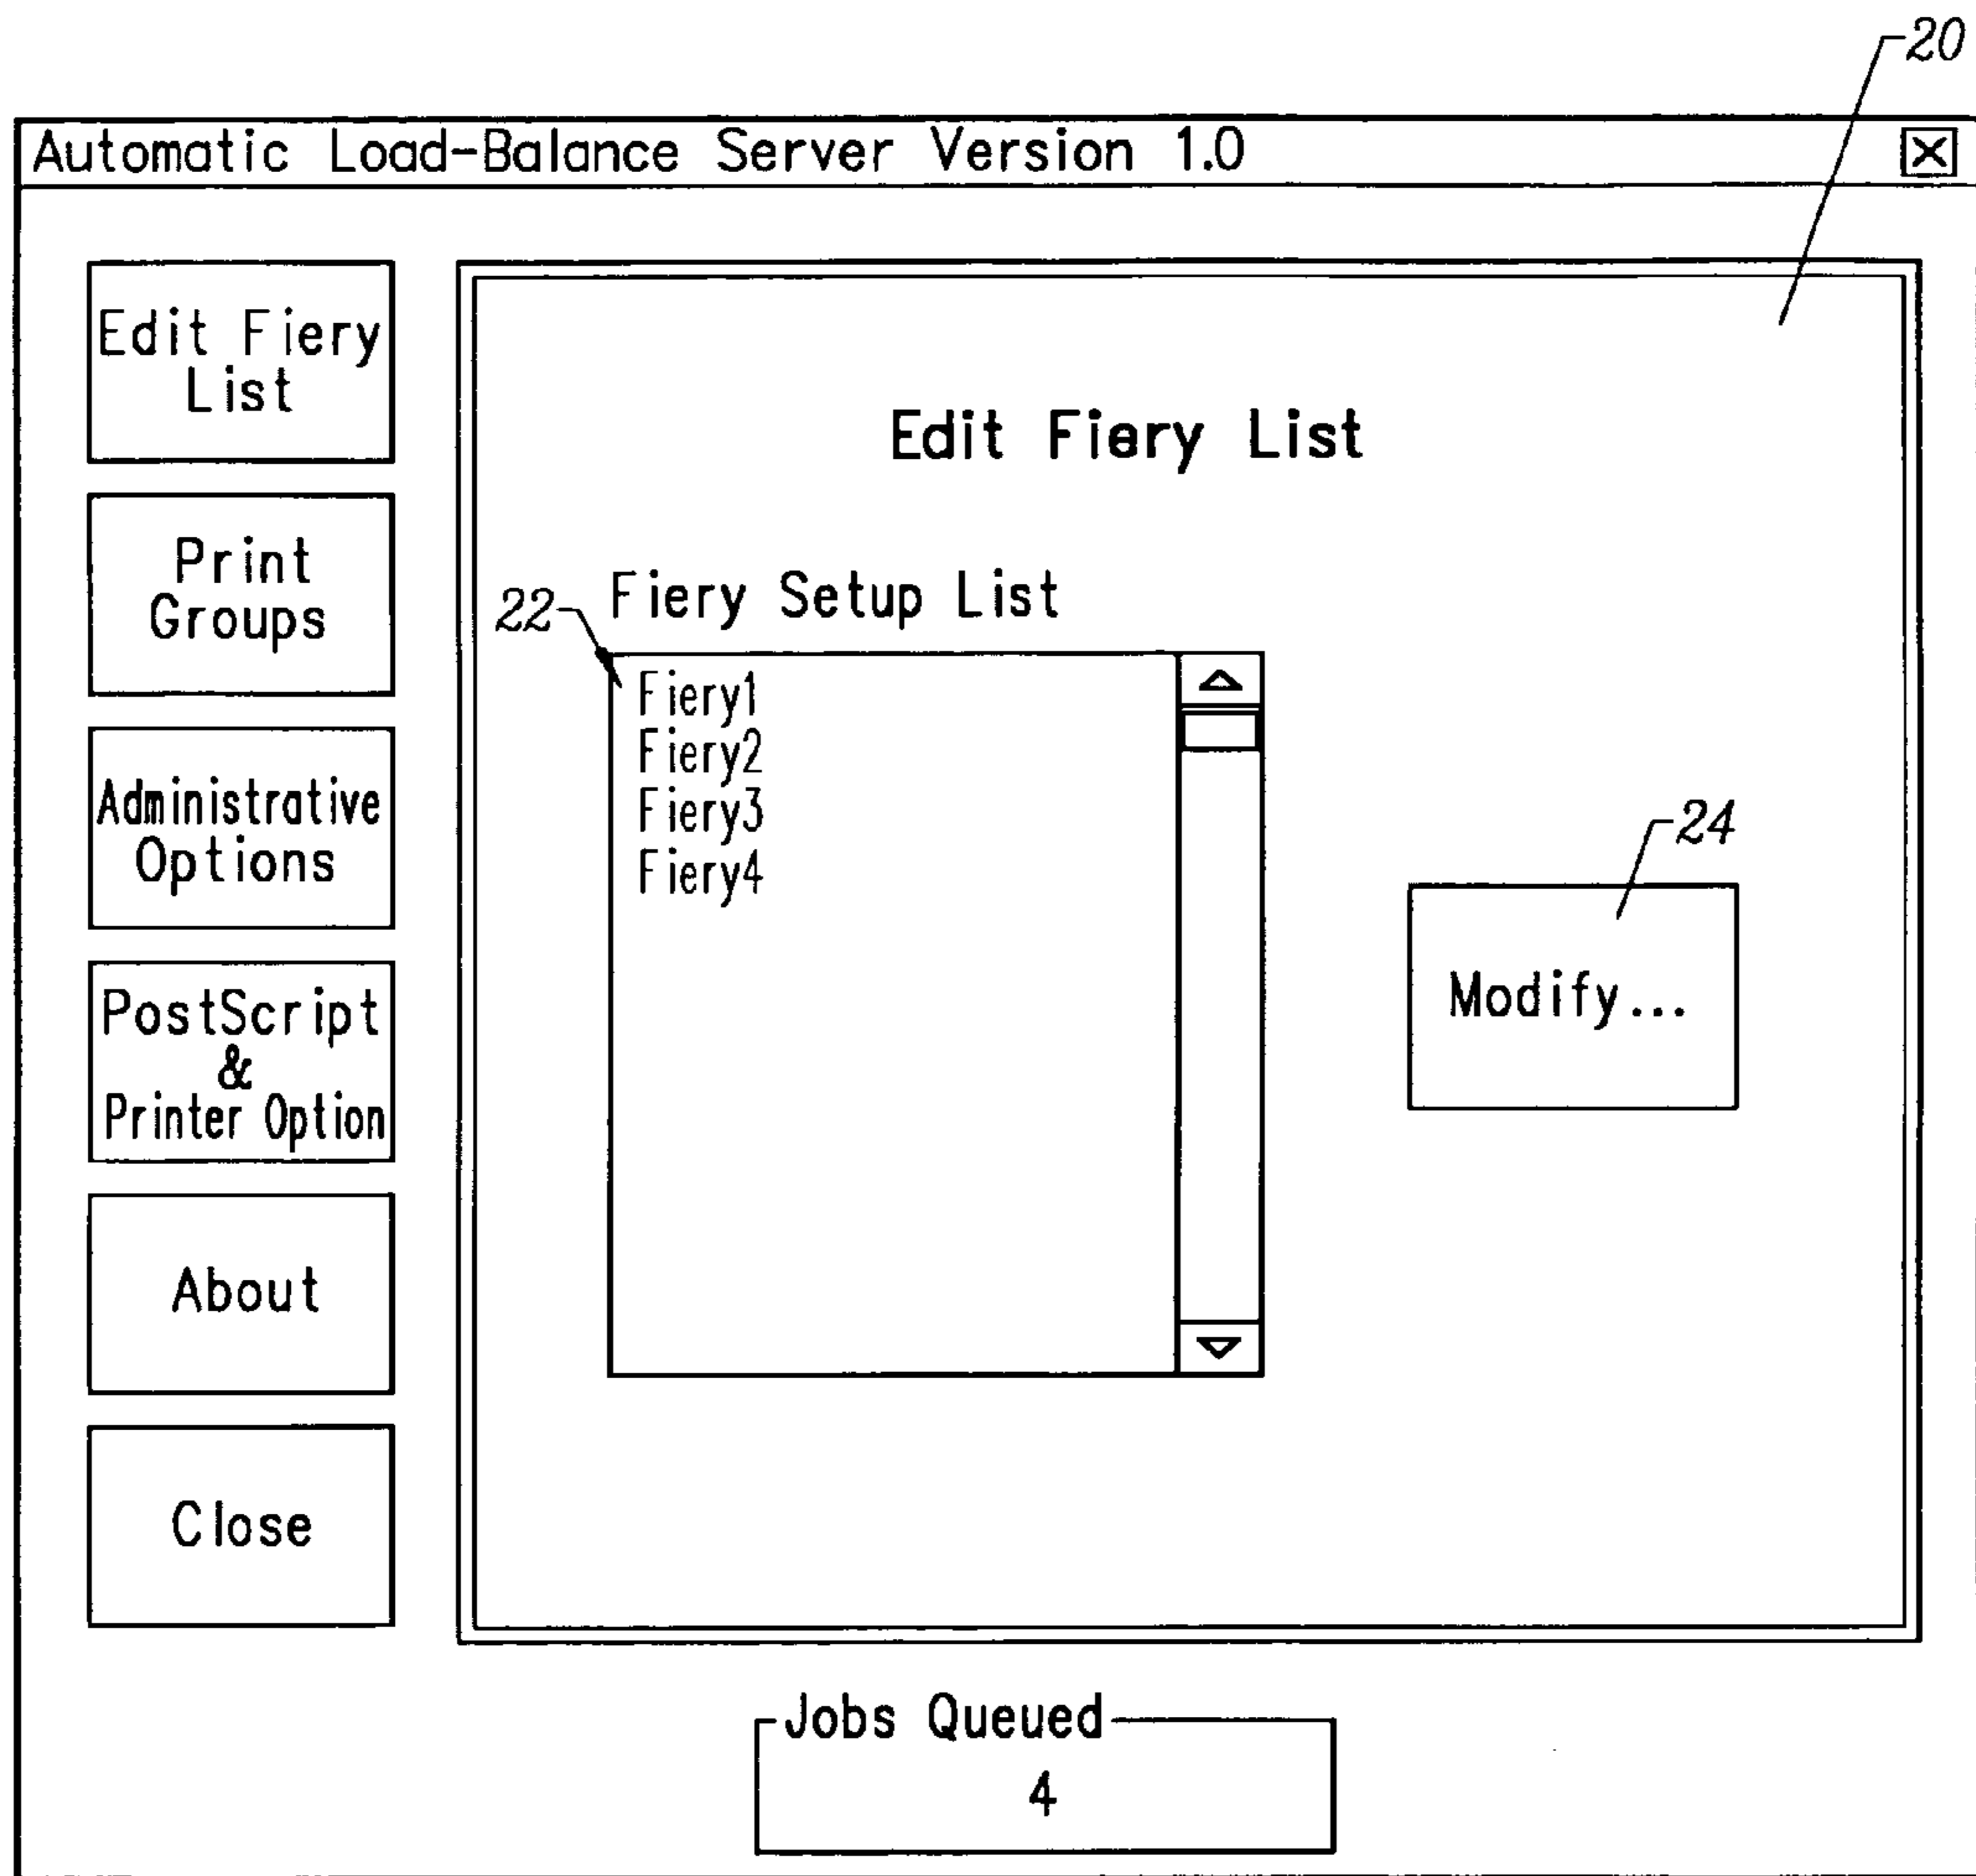 20
Automatic Load-Balance Server Version 1.0
Edit Fiery
List
Print
Groups
Administrative
Options
PostScript
&
Printer Option
About
Close
Edit Fiery List
22
Fiery Setup List
Fiery1
Fiery2
Fiery3
Fiery4
24
Modify...
Jobs Queued
4